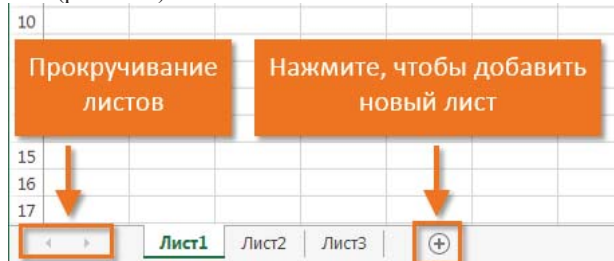 10
Прокручивание
листов
Нажмите, чтобы добавить
новый лист
15
16
17
Лист1 Лист2 Лист3